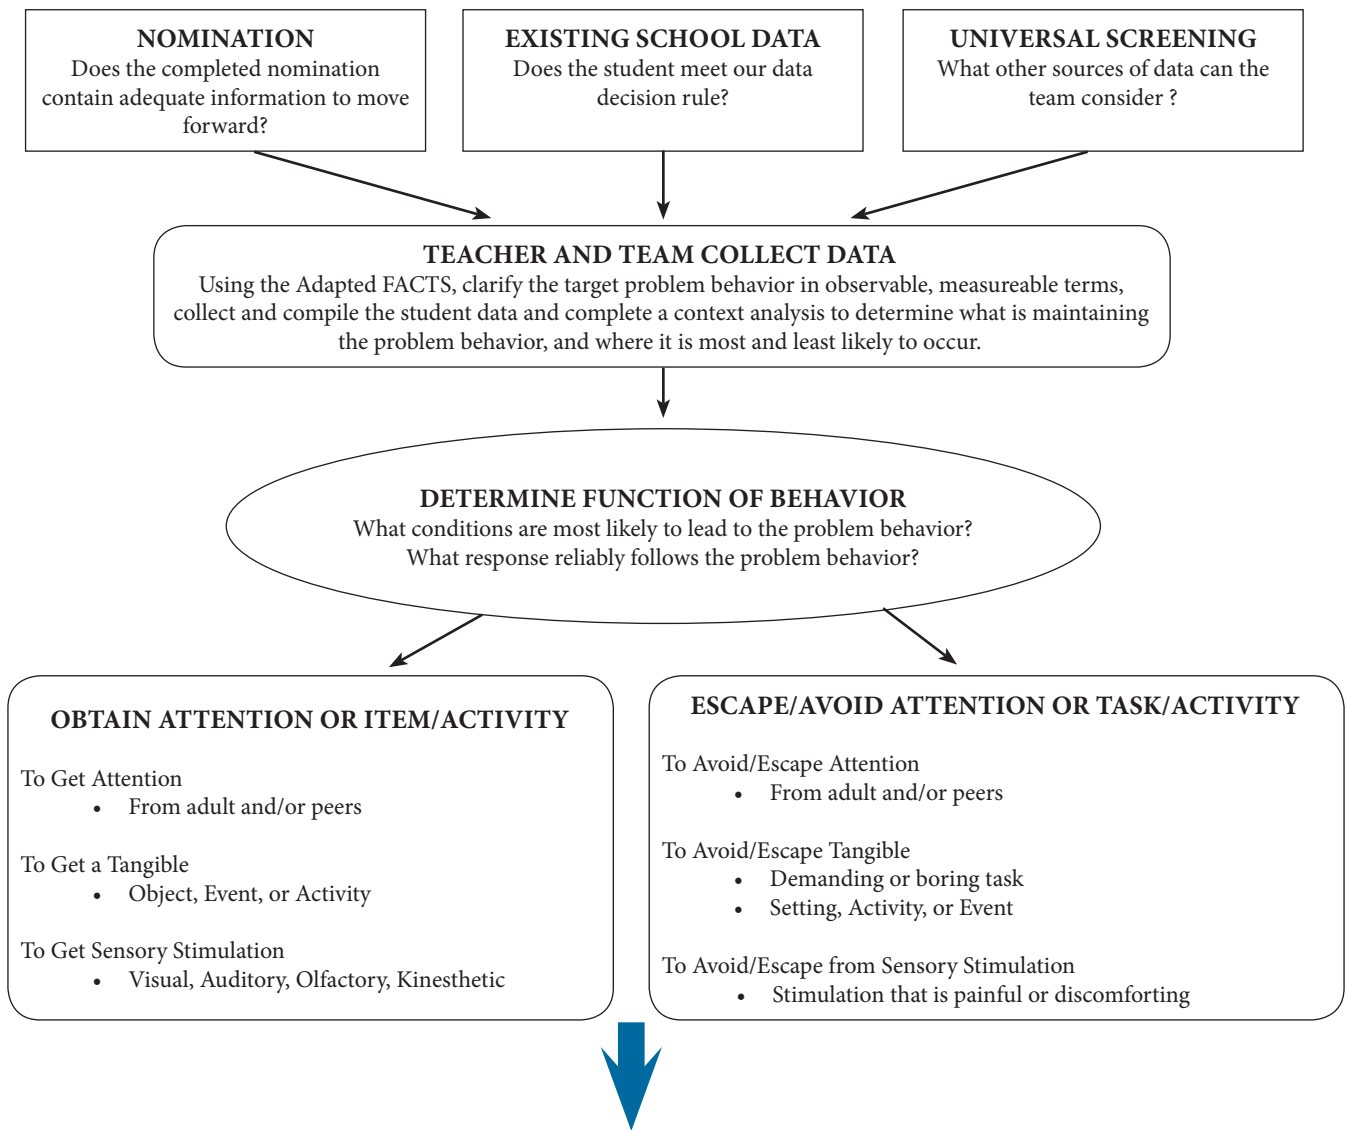 NOMINATION
Does the completed nomination
contain adequate information to move
forward?
EXISTING SCHOOL DATA
Does the student meet our data
decision rule?
UNIVERSAL SCREENING
What other sources of data can the
team consider ?
TEACHER AND TEAM COLLECT DATA
Using the Adapted FACTS, clarify the target problem behavior in observable, measureable terms,
collect and compile the student data and complete a context analysis to determine what is maintaining
the problem behavior, and where it is most and least likely to occur.
DETERMINE FUNCTION OF BEHAVIOR
What conditions are most likely to lead to the problem behavior?
What response reliably follows the problem behavior?
OBTAIN ATTENTION OR ITEM/ACTIVITY
To Get Attention
• From adult and/or peers
To Get a Tangible
• Object, Event, or Activity
To Get Sensory Stimulation
• Visual, Auditory, Olfactory, Kinesthetic
ESCAPE/AVOID ATTENTION OR TASK/ACTIVITY
To Avoid/Escape Attention
• From adult and/or peers
To Avoid/Escape Tangible
• Demanding or boring task
• Setting, Activity, or Event
To Avoid/Escape from Sensory Stimulation
• Stimulation that is painful or discomforting